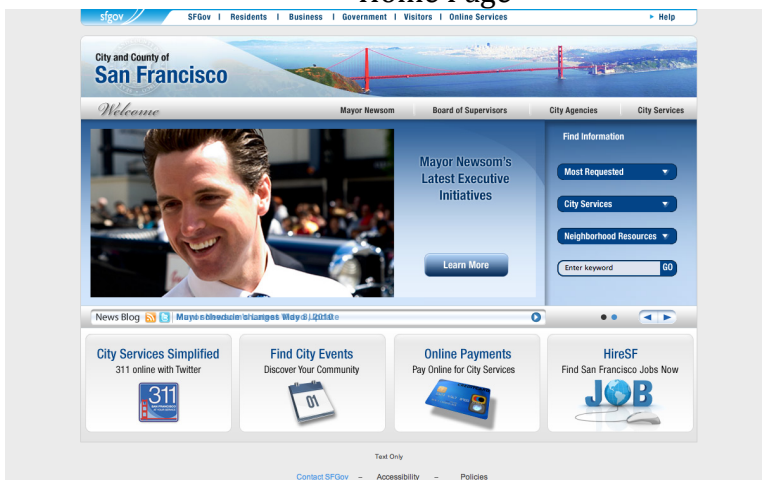 Home Page
sfgov
SFGov | Residents | Business | Government | Visitors | Online Services
Help
City and County of
San Francisco
Welcome
Mayor Newsom
Board of Supervisors
City Agencies
City Services
Mayor Newsom's
Latest Executive
Initiatives
Learn More
Find Information
Most Requested
City Services
Neighborhood Resources
Enter keyword GO
News Blog
City Services Simplified
311 online with Twitter
311
Find City Events
Discover Your Community
01
Online Payments
Pay Online for City Services
HireSF
Find San Francisco Jobs Now
JOB
Text Only
Contact SFGov – Accessibility – Policies